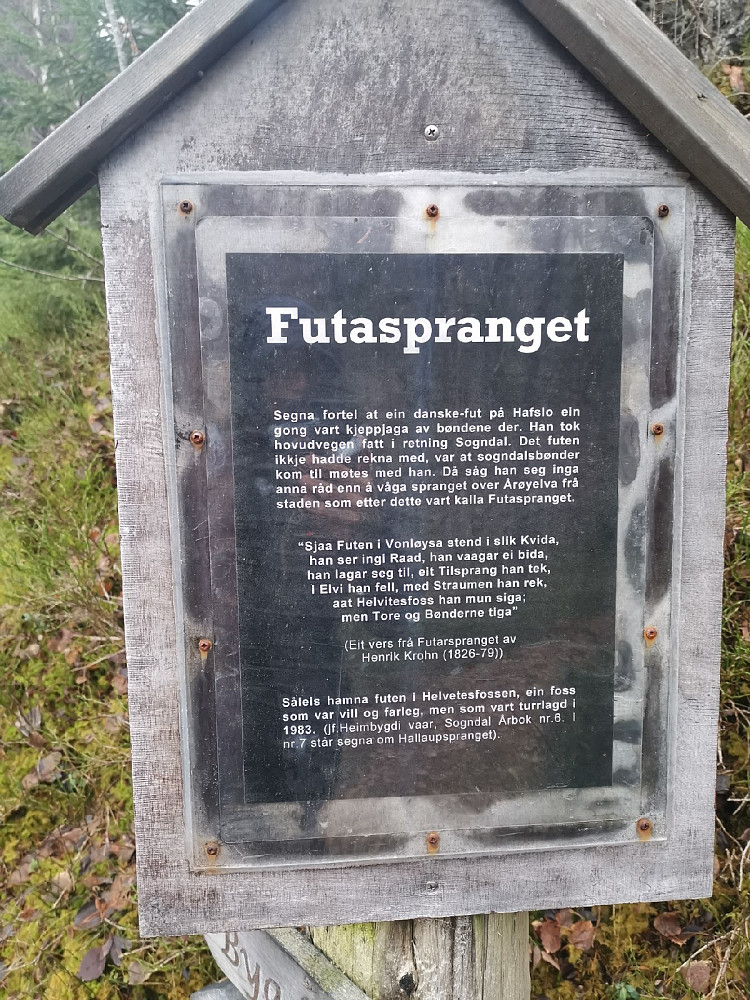 Futaspranget
Segna fortel at ein danske-fut på Hafslo ein
gong vart kjeppjaga av bøndene der. Han tok
hovudvegen fatt i retning Sogndal. Det futen
ikkje hadde rekna med, var at sogndalsbønder
kom til møtes med han. Då såg han seg inga
anna råd enn å våga spranget over Årøyelva frå
staden som etter dette vart kalla Futaspranget.
"Sjaa Futen i Vonløysa stend i slik Kvida,
han ser ingi Raad, han vaagar ei bida,
han lagar seg til, eit Tilsprang han tek,
I Elvi han fell, med Straumen han rek,
aat Helvitesfoss han mun siga;
men Tore og Bønderne tiga"
(Eit vers frå Futarspranget av
Henrik Krohn (1826-79))
Sålels hamna futen i Helvetesfossen, ein foss
som var vill og farleg, men som vart turrlagd i
1983. (jf.Heimbygdi vaar, Sogndal Årbok nr.6. I
nr.7 står segna om Hallaupspranget).